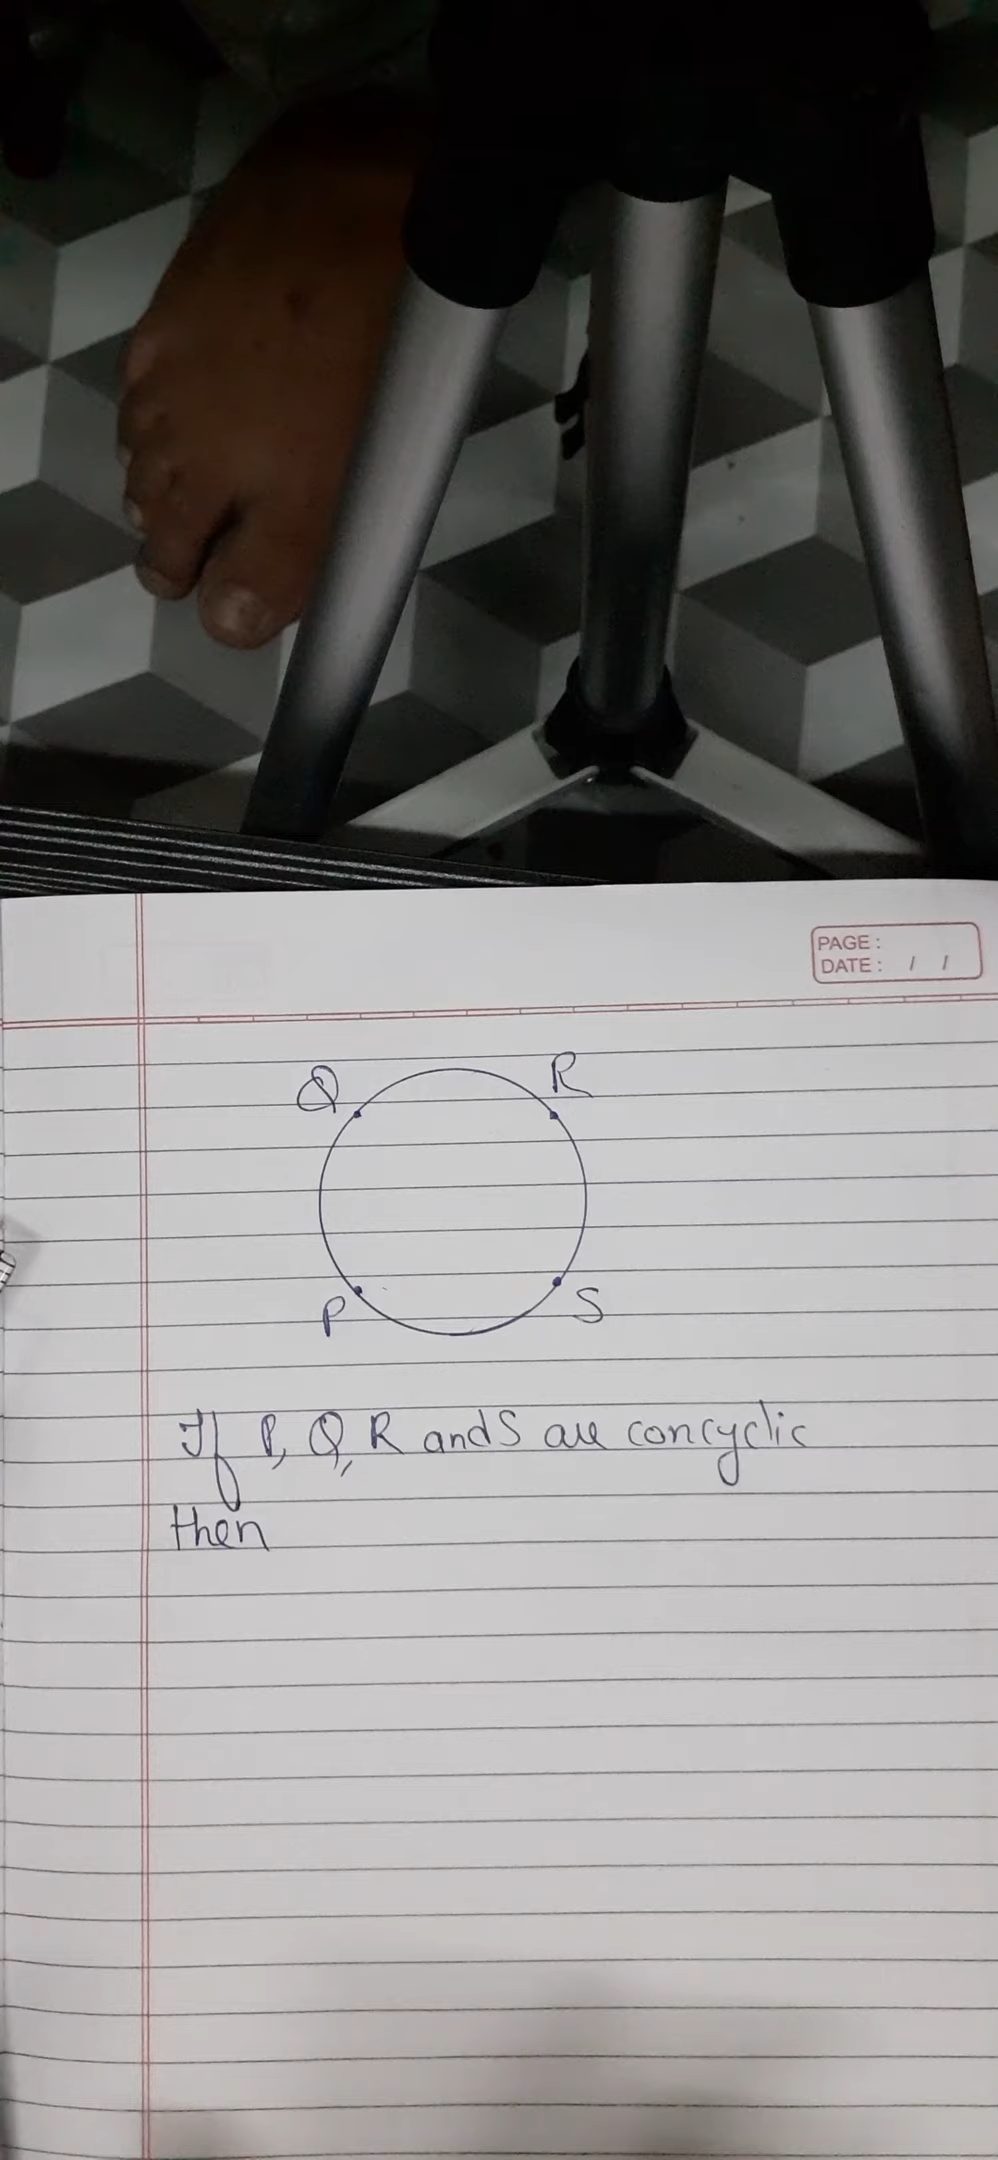 PAGE :
DATE : / /
Q R
P S
If P, Q, R and S are concyclic
then